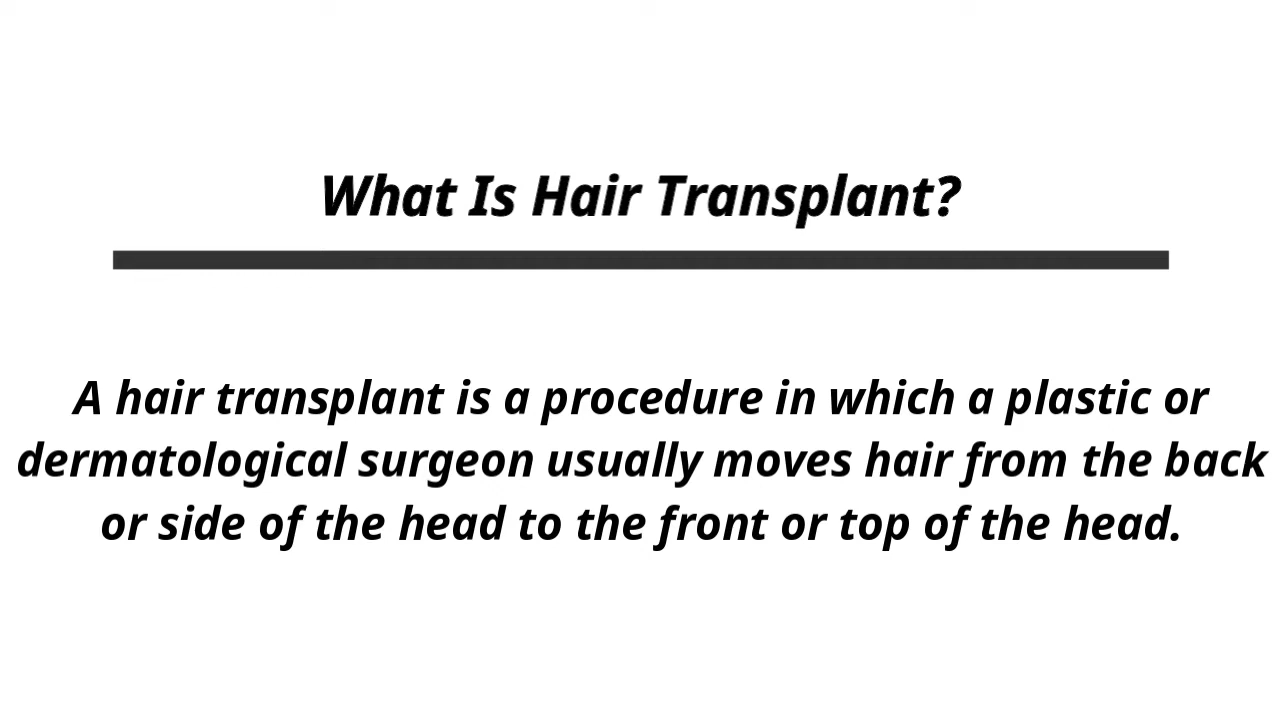 What Is Hair Transplant?
A hair transplant is a procedure in which a plastic or
dermatological surgeon usually moves hair from the back
or side of the head to the front or top of the head.